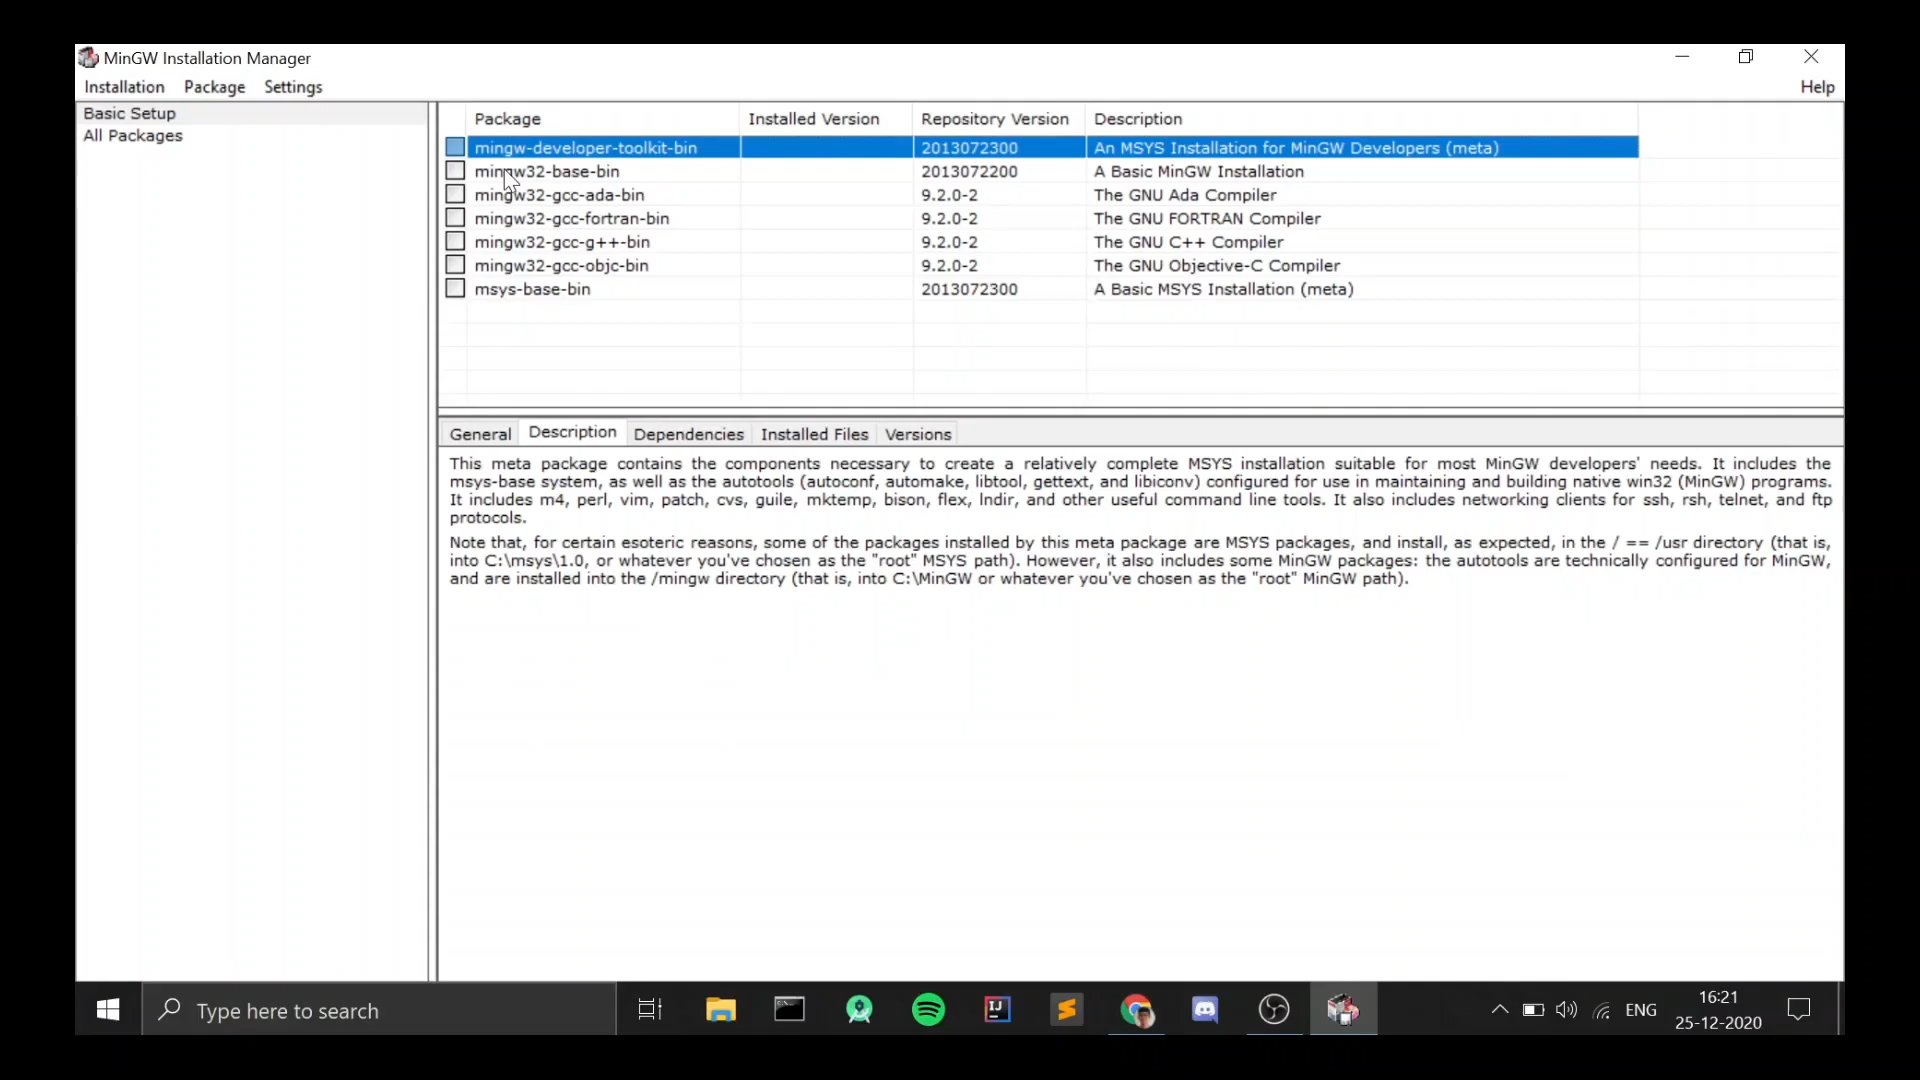 MinGW Installation Manager
Installation Package Settings Help
Basic Setup
All Packages
Package Installed Version Repository Version Description
mingw-developer-toolkit-bin 2013072300 An MSYS Installation for MinGW Developers (meta)
mingw32-base-bin 2013072200 A Basic MinGW Installation
mingw32-gcc-ada-bin 9.2.0-2 The GNU Ada Compiler
mingw32-gcc-fortran-bin 9.2.0-2 The GNU FORTRAN Compiler
mingw32-gcc-g++-bin 9.2.0-2 The GNU C++ Compiler
mingw32-gcc-objc-bin 9.2.0-2 The GNU Objective-C Compiler
msys-base-bin 2013072300 A Basic MSYS Installation (meta)
General Description Dependencies Installed Files Versions
This meta package contains the components necessary to create a relatively complete MSYS installation suitable for most MinGW developers' needs. It includes the
msys-base system, as well as the autotools (autoconf, automake, libtool, gettext, and libiconv) configured for use in maintaining and building native win32 (MinGW) programs.
It includes m4, perl, vim, patch, cvs, guile, mktemp, bison, flex, lndir, and other useful command line tools. It also includes networking clients for ssh, rsh, telnet, and ftp
protocols.
Note that, for certain esoteric reasons, some of the packages installed by this meta package are MSYS packages, and install, as expected, in the / == /usr directory (that is,
into C:\msys\1.0, or whatever you've chosen as the "root" MSYS path). However, it also includes some MinGW packages: the autotools are technically configured for MinGW,
and are installed into the /mingw directory (that is, into C:\MinGW or whatever you've chosen as the "root" MinGW path).
Type here to search
IJ
ENG
16:21
25-12-2020